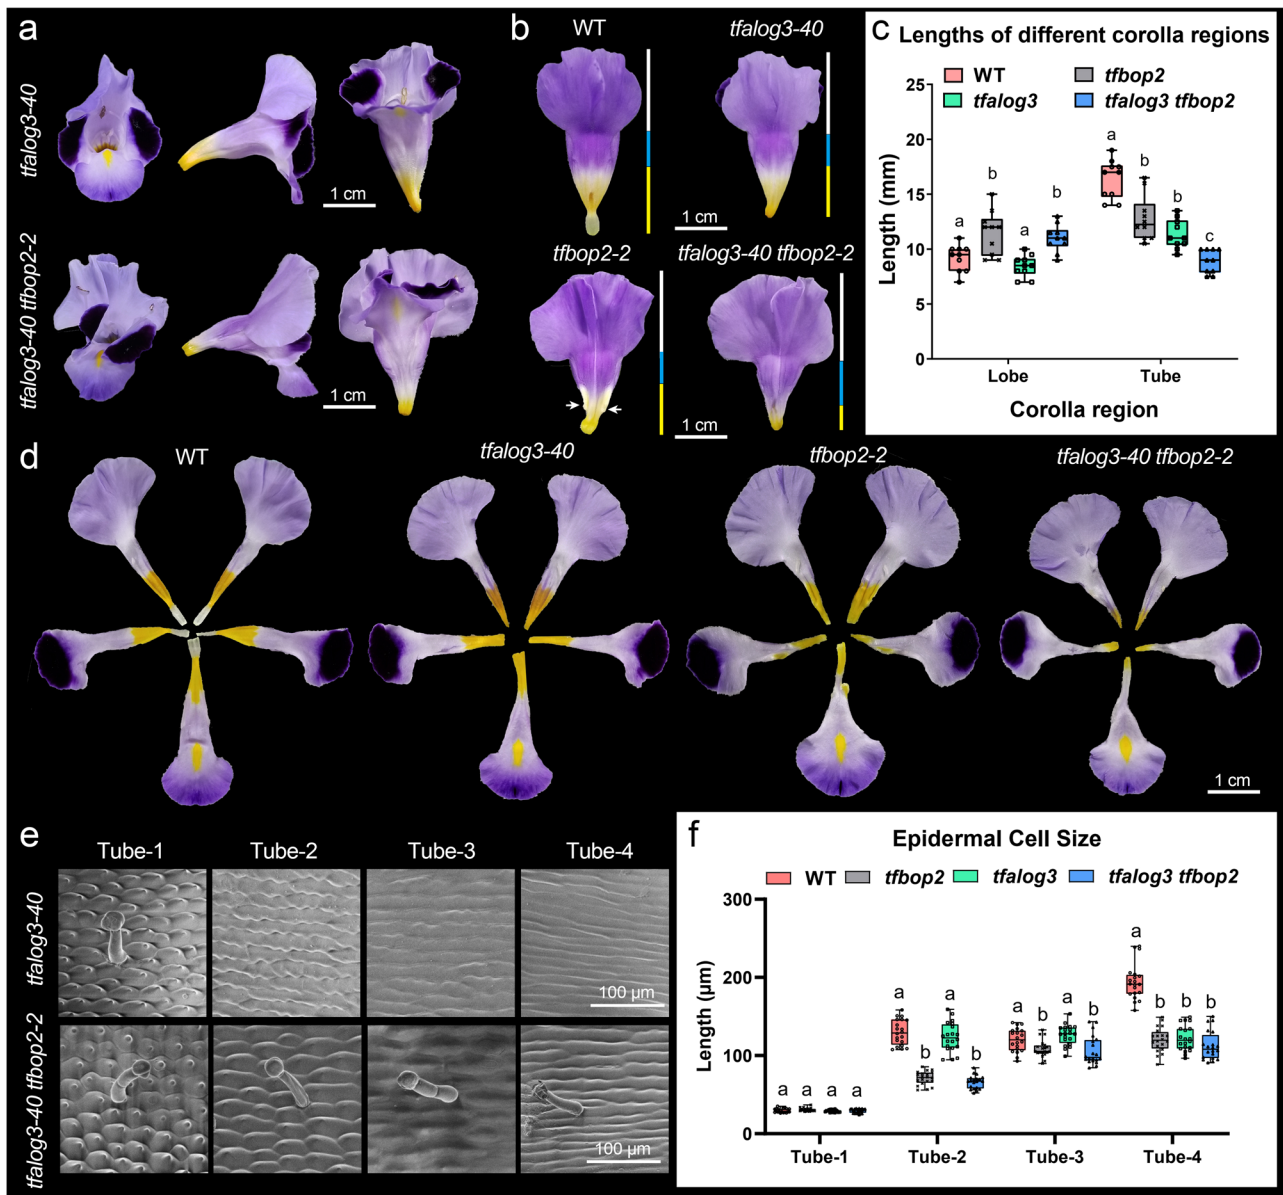 a
tfalog3-40
1 cm
tfalog3-40 tfbop2-2
1 cm
b
WT
tfalog3-40
1 cm
tfbop2-2
tfalog3-40 tfbop2-2
1 cm
c
Lengths of different corolla regions
WT
tfbop2
tfalog3
tfalog3 tfbop2
Length (mm)
25
20
15
10
5
0
a
b
a
b
a
b
b
c
Lobe
Tube
Corolla region
d
WT
tfalog3-40
tfbop2-2
tfalog3-40 tfbop2-2
1 cm
e
Tube-1
Tube-2
Tube-3
Tube-4
tfalog3-40
100 µm
tfalog3-40 tfbop2-2
100 µm
f
Epidermal Cell Size
WT
tfbop2
tfalog3
tfalog3 tfbop2
Length (µm)
300
200
100
0
a
a
a
a
a
b
a
b
a
b
a
b
a
b
b
b
Tube-1
Tube-2
Tube-3
Tube-4